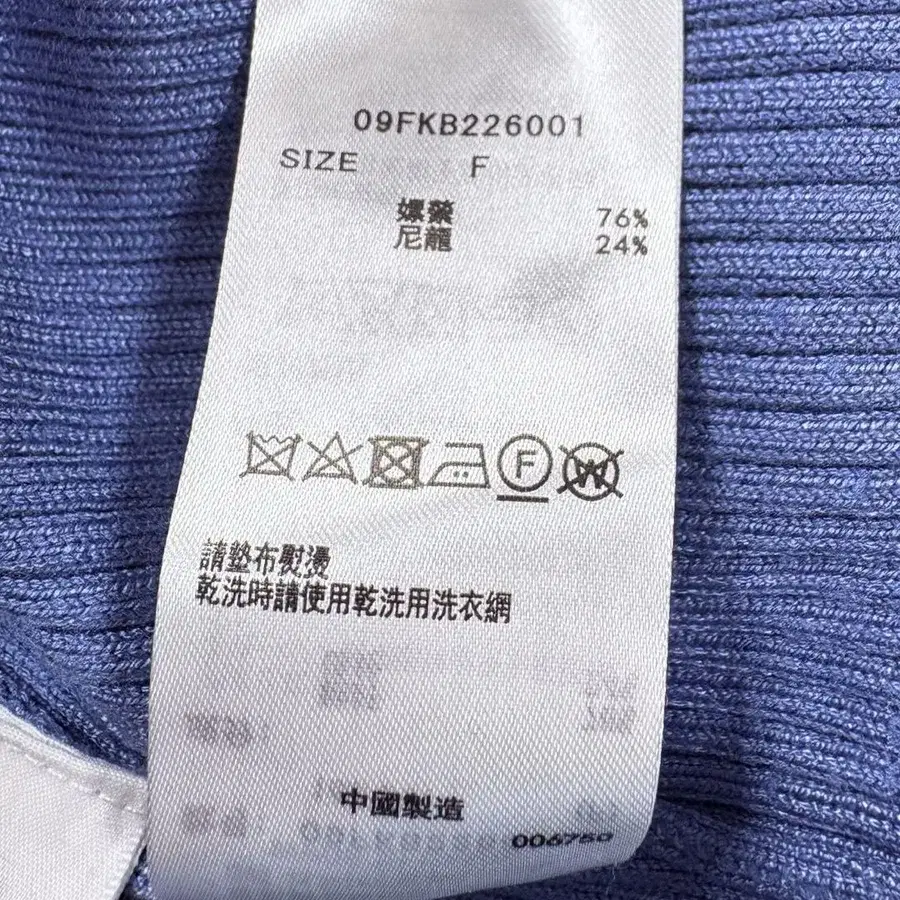 09FKB226001
SIZE F
嫘縈 76%
尼龍 24%
F
W
請墊布熨燙
乾洗時請使用乾洗用洗衣網
中國製造
006750